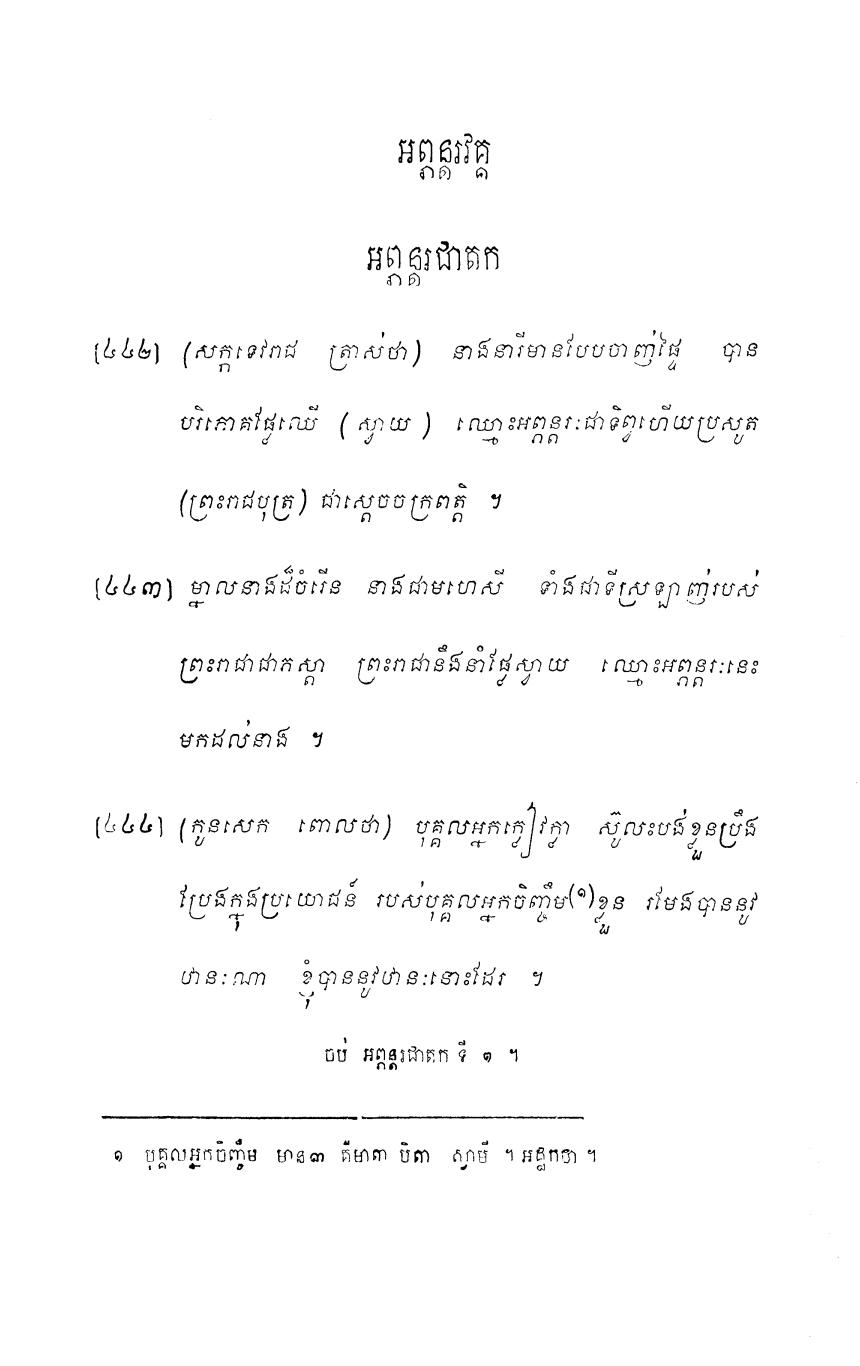 អព្ភន្តរវគ្គ
អព្ភន្តរជាតក
[៤៤២] (សក្កទេវរាជ ត្រាស់ថា) នាងនារីមានបែបចាញ់ផ្ទៃ បាន
បរិភោគផ្លែឈើ (ស្វាយ) ឈ្មោះអព្ភន្តរៈជាទិព្វហើយប្រសូត
(ព្រះរាជបុត្រ) ជាស្តេចចក្រពត្តិ ។
[៤៤៣] ម្នាលនាងដ៏ចំរើន នាងជាមហេសី ទាំងជាទីស្រឡាញ់របស់
ព្រះរាជាជាភស្តា ព្រះរាជានឹងនាំផ្លែស្វាយ ឈ្មោះអព្ភន្តរៈនេះ
មកដល់នាង ។
[៤៤៤] (កូនសេក ពោលថា) បុគ្គលអ្នកក្លៀវក្លា ស៊ូលះបង់ខ្លួនប្រឹង
ប្រែងក្នុងប្រយោជន៍ របស់បុគ្គលអ្នកចិញ្ចឹម(១)ខ្លួន រមែងបាននូវ
ឋានៈណា ខ្ញុំបាននូវឋានៈនោះដែរ ។
ចប់ អព្ភន្តរជាតក ទី ១ ។
១ បុគ្គលអ្នកចិញ្ចឹម មាន៣ គឺមាតា បិតា ស្វាមី ។ អដ្ឋកថា ។